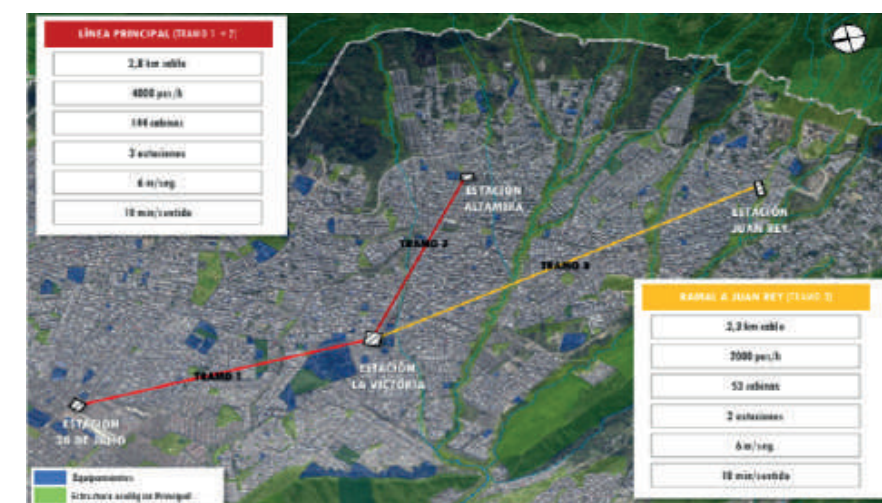 LÍNEA PRINCIPAL (TRAMO 1 + 2)
2,8 km cable
4000 pas/h
144 cabinas
3 estaciones
6 m/seg
10 min/sentido
ESTACIÓN
ALTAMIRA
ESTACIÓN
JUAN REY
TRAMO 2
TRAMO 3
RAMAL A JUAN REY (TRAMO 3)
km cable
2000 pas/h
52 cabinas
2 estaciones
6 m/seg
10 min/sentido
ESTACIÓN
LA VICTORIA
TRAMO 1
ESTACIÓN
20 DE JULIO
Equipamientos
Estructura ecológica Principal